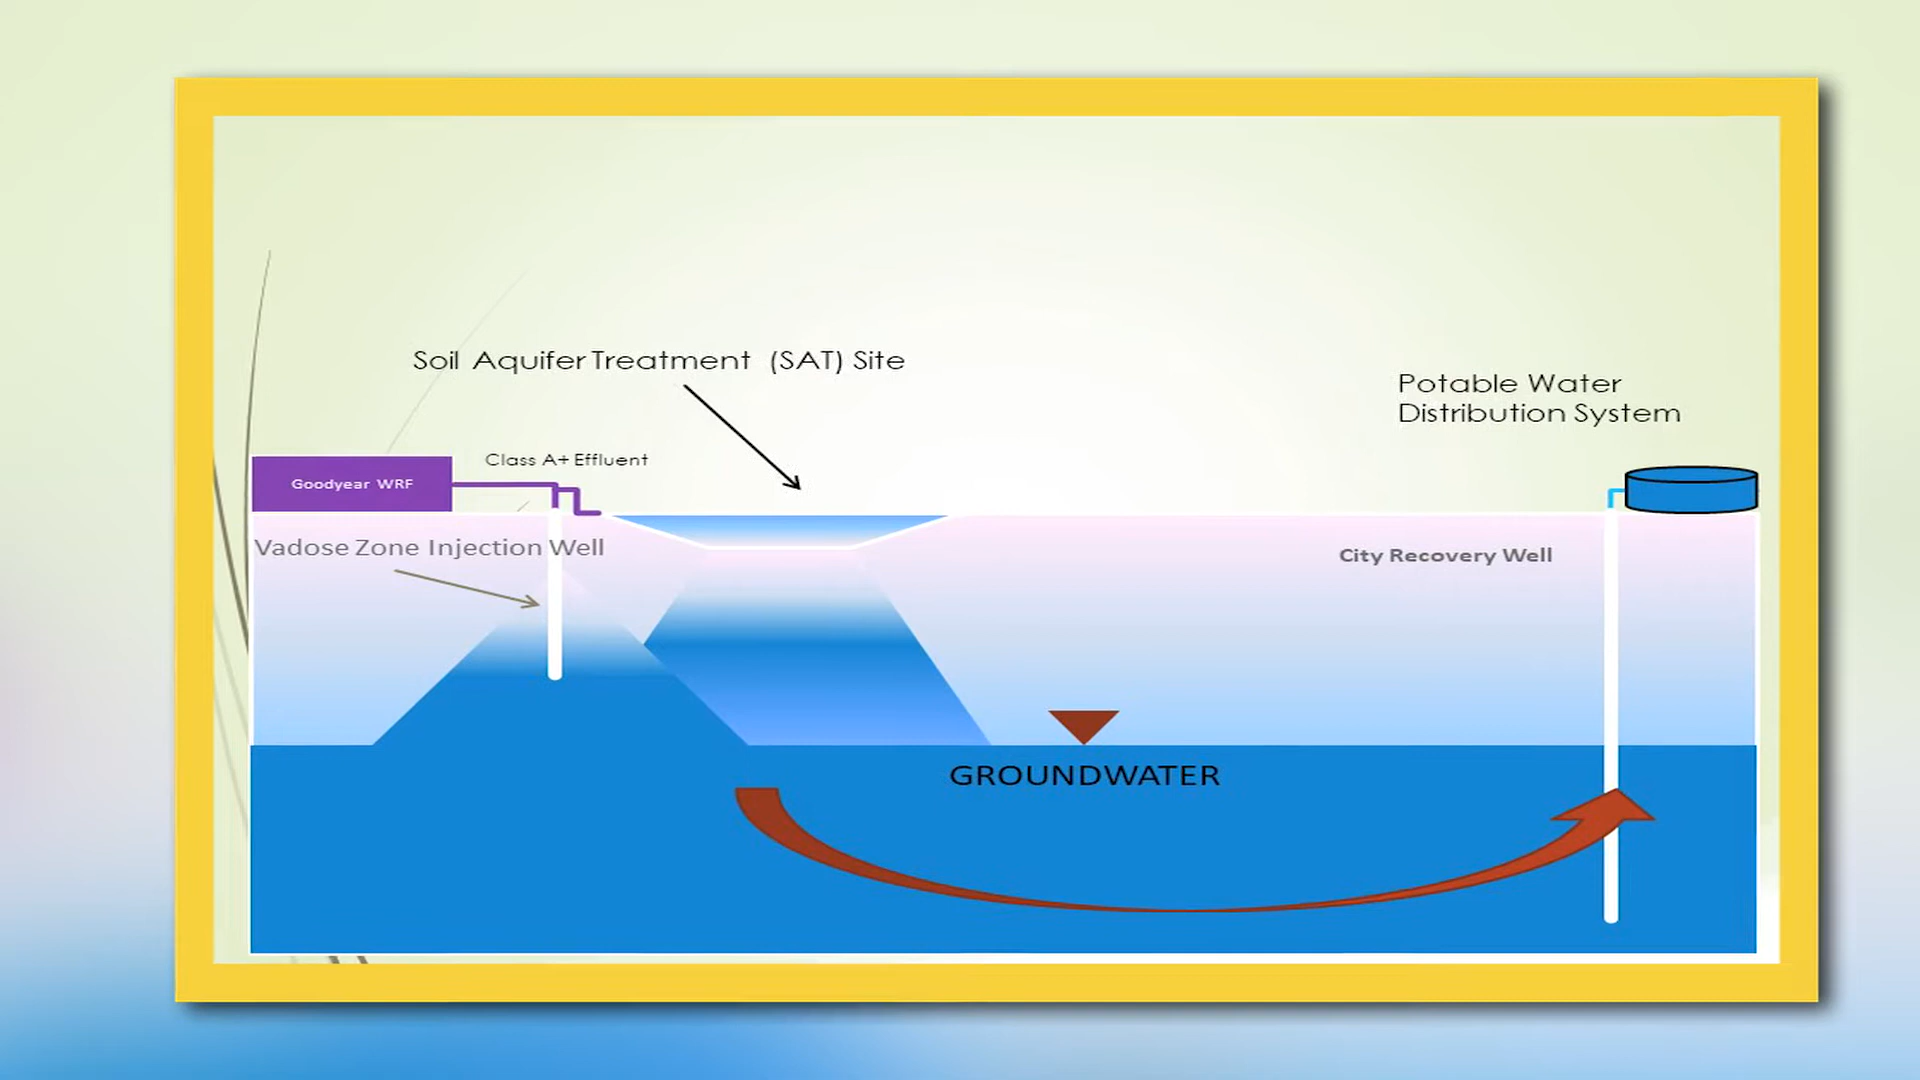 Soil Aquifer Treatment (SAT) Site
Potable Water
Distribution System
Class A+ Effluent
Goodyear WRF
Vadose Zone Injection Well
City Recovery Well
GROUNDWATER